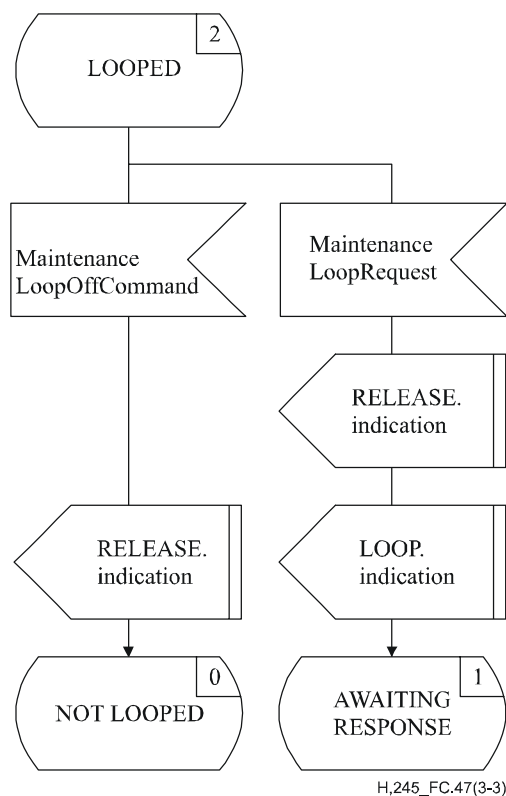 2
LOOPED
Maintenance
LoopOffCommand
Maintenance
LoopRequest
RELEASE.
indication
RELEASE.
indication
LOOP.
indication
0
NOT LOOPED
1
AWAITING
RESPONSE
H,245_FC.47(3-3)